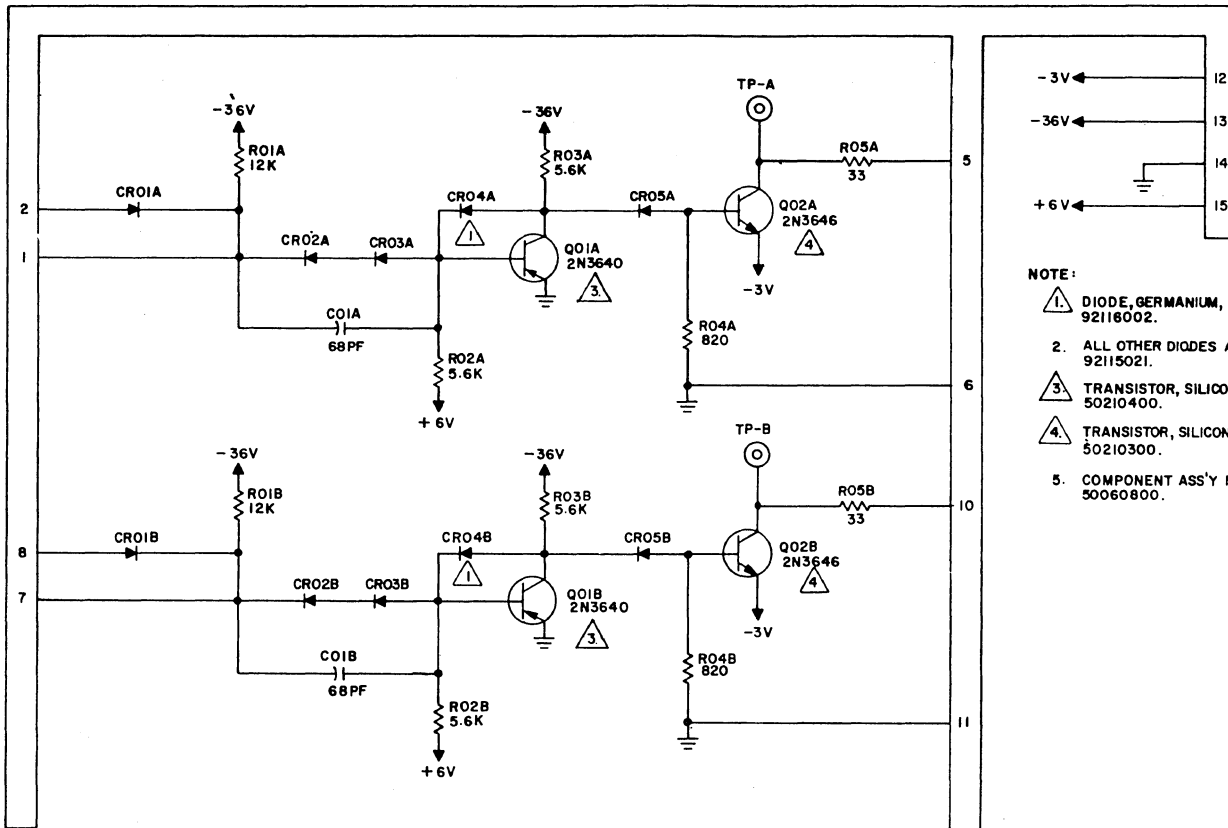 -36V
R01A
12K
CR01A
2
1
CR02A
CR03A
C01A
68PF
CR04A
1
R02A
5.6K
+6V
-36V
R03A
5.6K
Q01A
2N3640
3.
CR05A
TP-A
Q02A
2N3646
4
-3V
R04A
820
R05A
33
5
6
-36V
R01B
12K
CR01B
8
7
CR02B
CR03B
C01B
68PF
CR04B
1
R02B
5.6K
+6V
-36V
R03B
5.6K
Q01B
2N3640
3.
CR05B
TP-B
Q02B
2N3646
4
-3V
R04B
820
R05B
33
10
11
-3V
12
-36V
13
14
+6V
15
NOTE:
1. DIODE, GERMANIUM,
92116002.
2. ALL OTHER DIODES A
92115021.
3. TRANSISTOR, SILICO
50210400.
4. TRANSISTOR, SILICON
50210300.
5. COMPONENT ASS'Y
50060800.